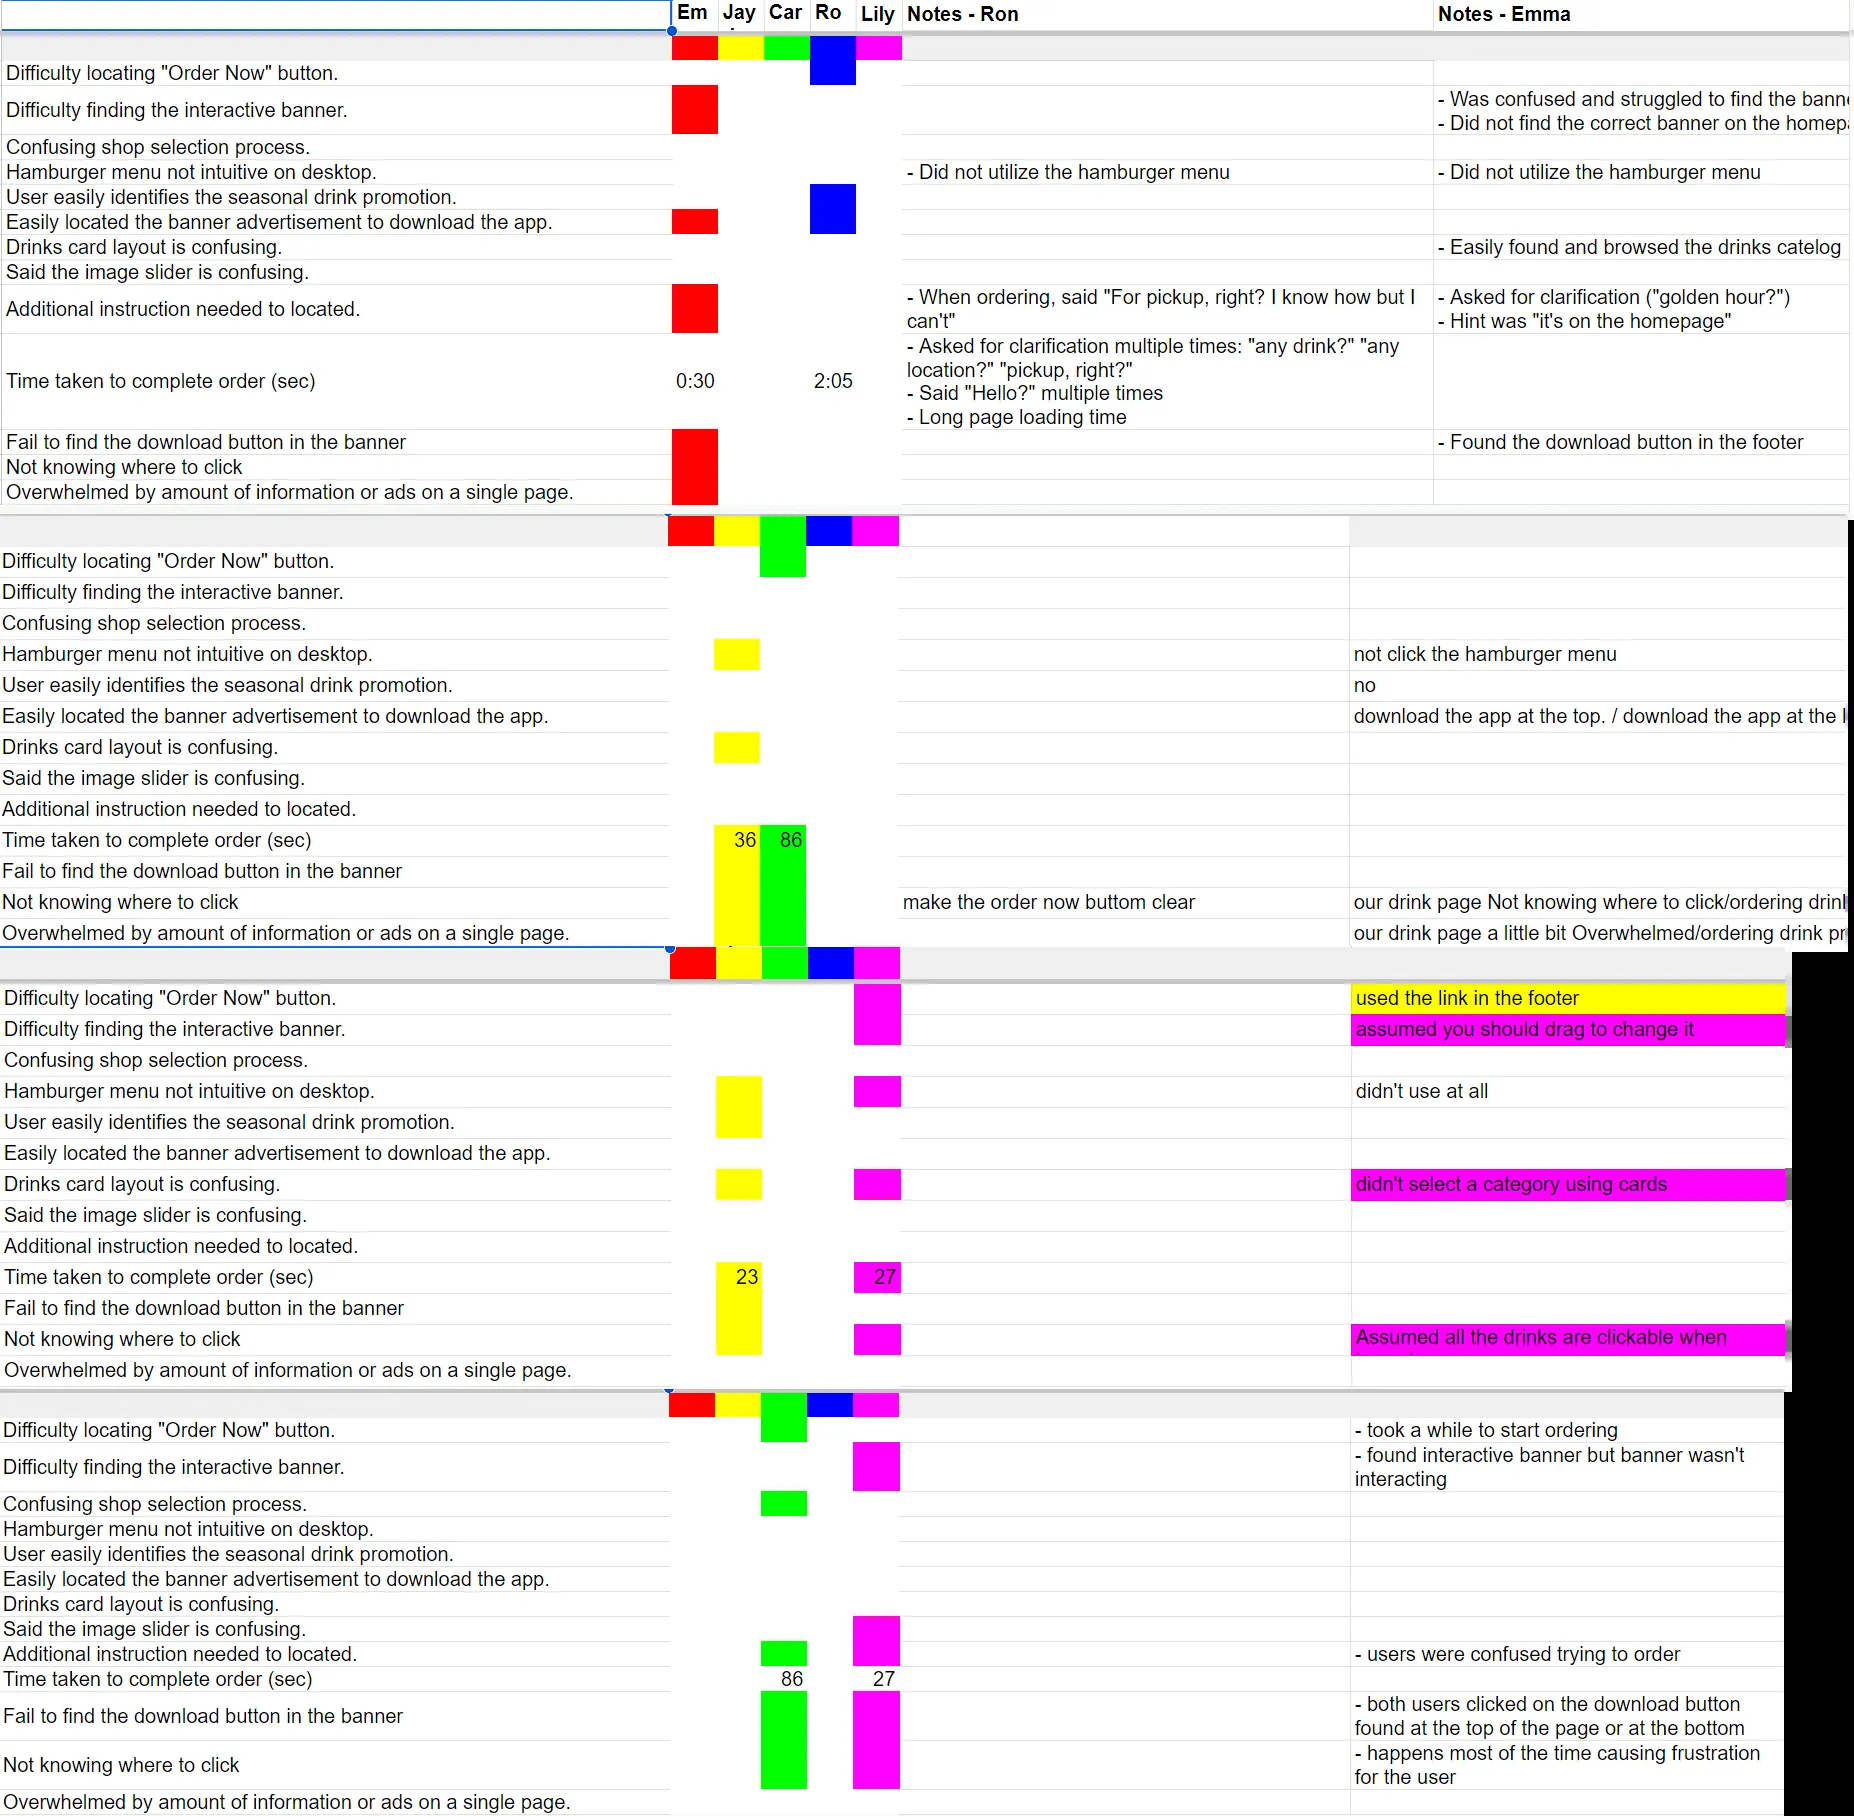 Em Jay Car Ro Lily Notes - Ron Notes - Emma
Difficulty locating "Order Now" button.
Difficulty finding the interactive banner.
- Was confused and struggled to find the bann
- Did not find the correct banner on the homep
Confusing shop selection process.
Hamburger menu not intuitive on desktop. - Did not utilize the hamburger menu - Did not utilize the hamburger menu
User easily identifies the seasonal drink promotion.
Easily located the banner advertisement to download the app.
Drinks card layout is confusing. - Easily found and browsed the drinks catelog
Said the image slider is confusing.
Additional instruction needed to located.
- When ordering, said "For pickup, right? I know how but I
can't"
- Asked for clarification ("golden hour?")
- Hint was "it's on the homepage"
Time taken to complete order (sec) 0:30 2:05
- Asked for clarification multiple times: "any drink?" "any
location?" "pickup, right?"
- Said "Hello?" multiple times
- Long page loading time
Fail to find the download button in the banner - Found the download button in the footer
Not knowing where to click
Overwhelmed by amount of information or ads on a single page.
Difficulty locating "Order Now" button.
Difficulty finding the interactive banner.
Confusing shop selection process.
Hamburger menu not intuitive on desktop. not click the hamburger menu
User easily identifies the seasonal drink promotion. no
Easily located the banner advertisement to download the app. download the app at the top. / download the app at the
Drinks card layout is confusing.
Said the image slider is confusing.
Additional instruction needed to located.
Time taken to complete order (sec) 36 86
Fail to find the download button in the banner
Not knowing where to click make the order now buttom clear our drink page Not knowing where to click/ordering drin
Overwhelmed by amount of information or ads on a single page. our drink page a little bit Overwhelmed/ordering drink pr
Difficulty locating "Order Now" button. used the link in the footer
Difficulty finding the interactive banner. assumed you should drag to change it
Confusing shop selection process.
Hamburger menu not intuitive on desktop. didn't use at all
User easily identifies the seasonal drink promotion.
Easily located the banner advertisement to download the app.
Drinks card layout is confusing. didn't select a category using cards
Said the image slider is confusing.
Additional instruction needed to located.
Time taken to complete order (sec) 23 27
Fail to find the download button in the banner
Not knowing where to click Assumed all the drinks are clickable when
Overwhelmed by amount of information or ads on a single page.
Difficulty locating "Order Now" button. - took a while to start ordering
Difficulty finding the interactive banner.
- found interactive banner but banner wasn't
interacting
Confusing shop selection process.
Hamburger menu not intuitive on desktop.
User easily identifies the seasonal drink promotion.
Easily located the banner advertisement to download the app.
Drinks card layout is confusing.
Said the image slider is confusing.
Additional instruction needed to located. - users were confused trying to order
Time taken to complete order (sec) 86 27
Fail to find the download button in the banner
- both users clicked on the download button
found at the top of the page or at the bottom
Not knowing where to click
- happens most of the time causing frustration
for the user
Overwhelmed by amount of information or ads on a single page.